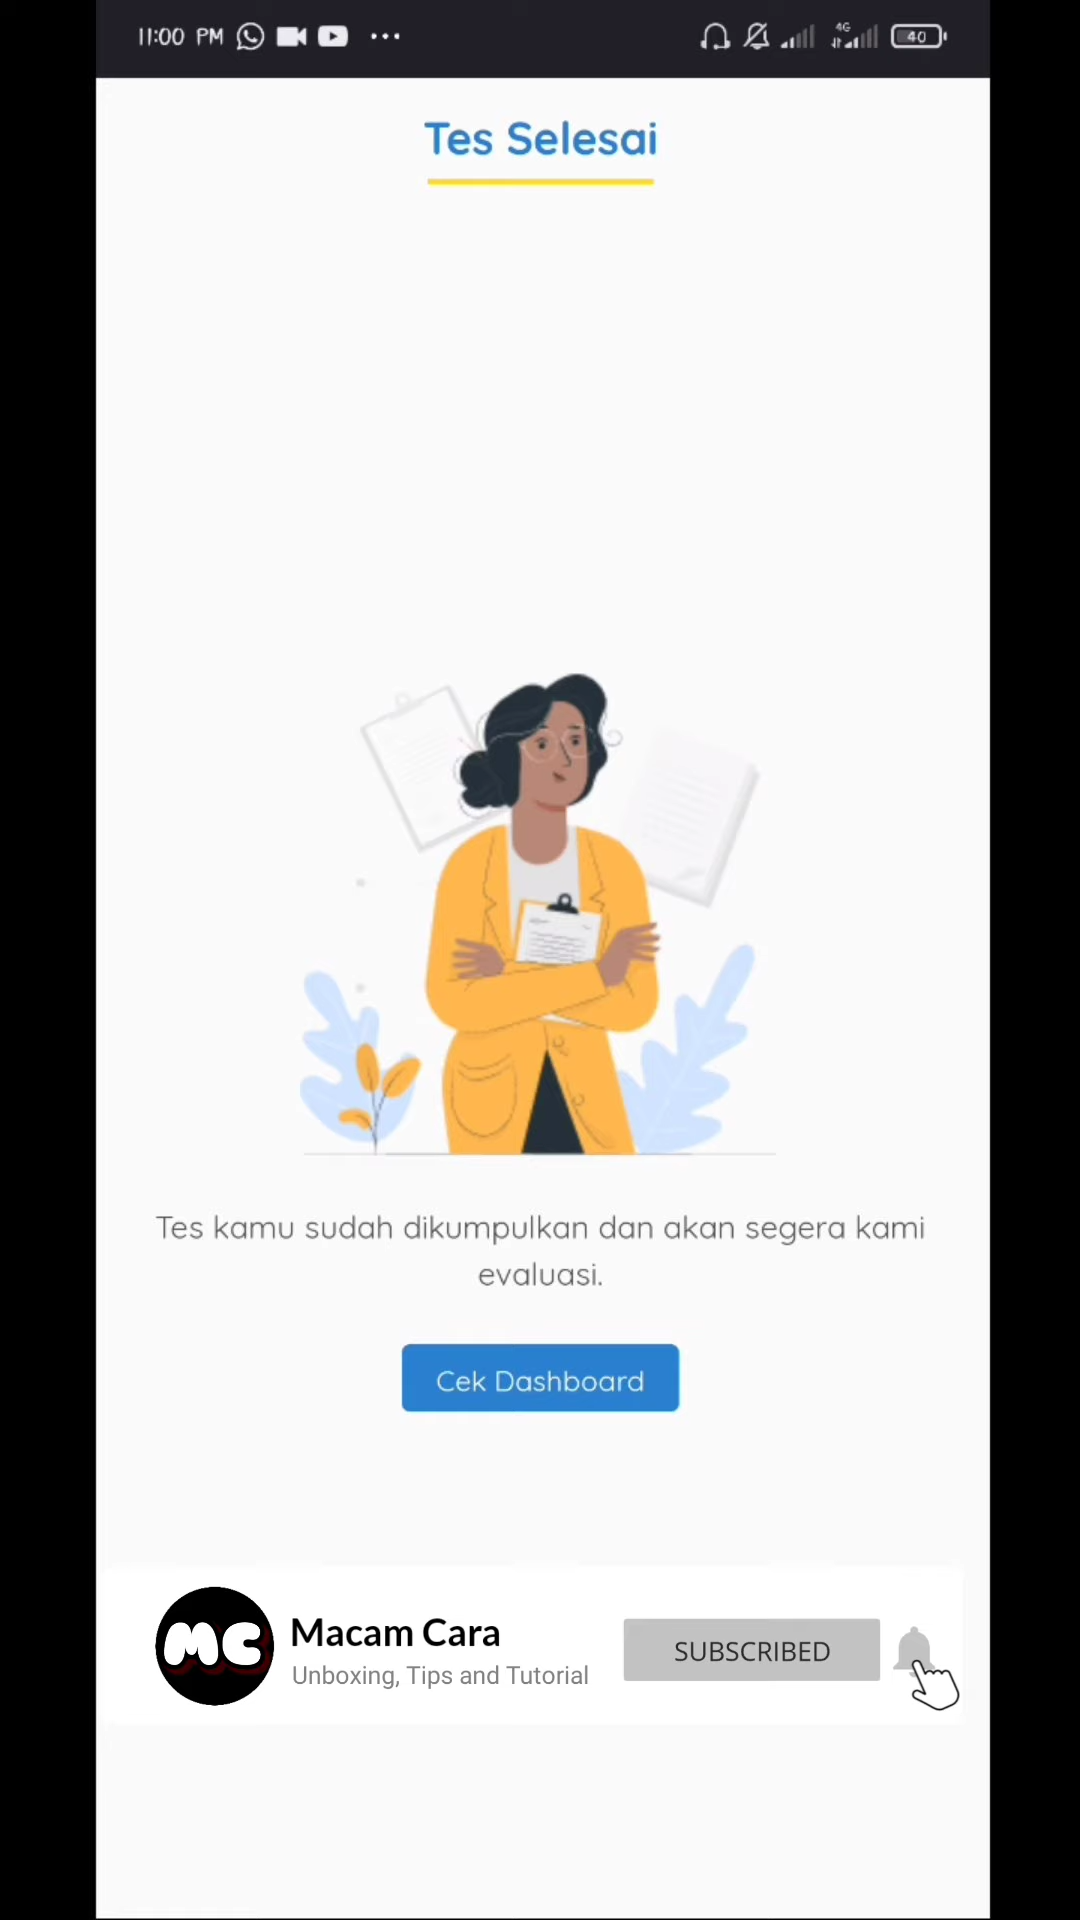 11:00 PM
4G
40
Tes Selesai
Tes kamu sudah dikumpulkan dan akan segera kami
evaluasi.
Cek Dashboard
MC
Macam Cara
Unboxing, Tips and Tutorial
SUBSCRIBED